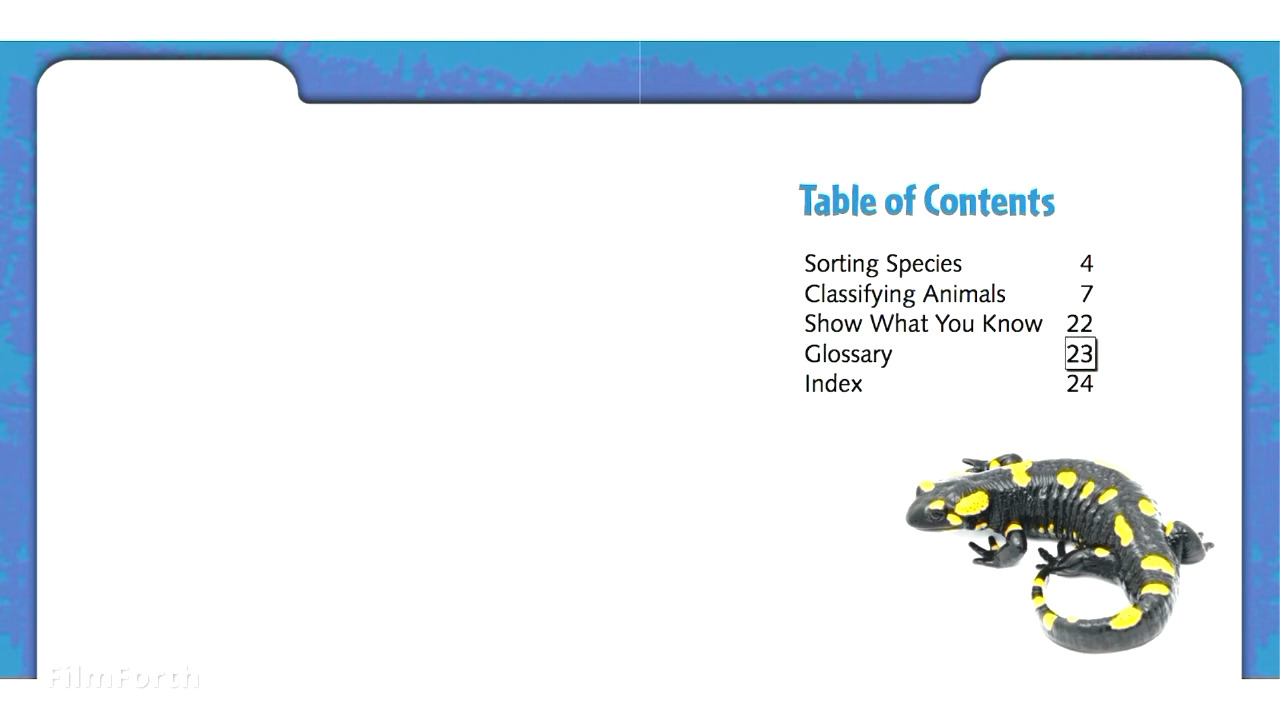 Table of Contents
Sorting Species 4
Classifying Animals 7
Show What You Know 22
Glossary 23
Index 24
FilmForth